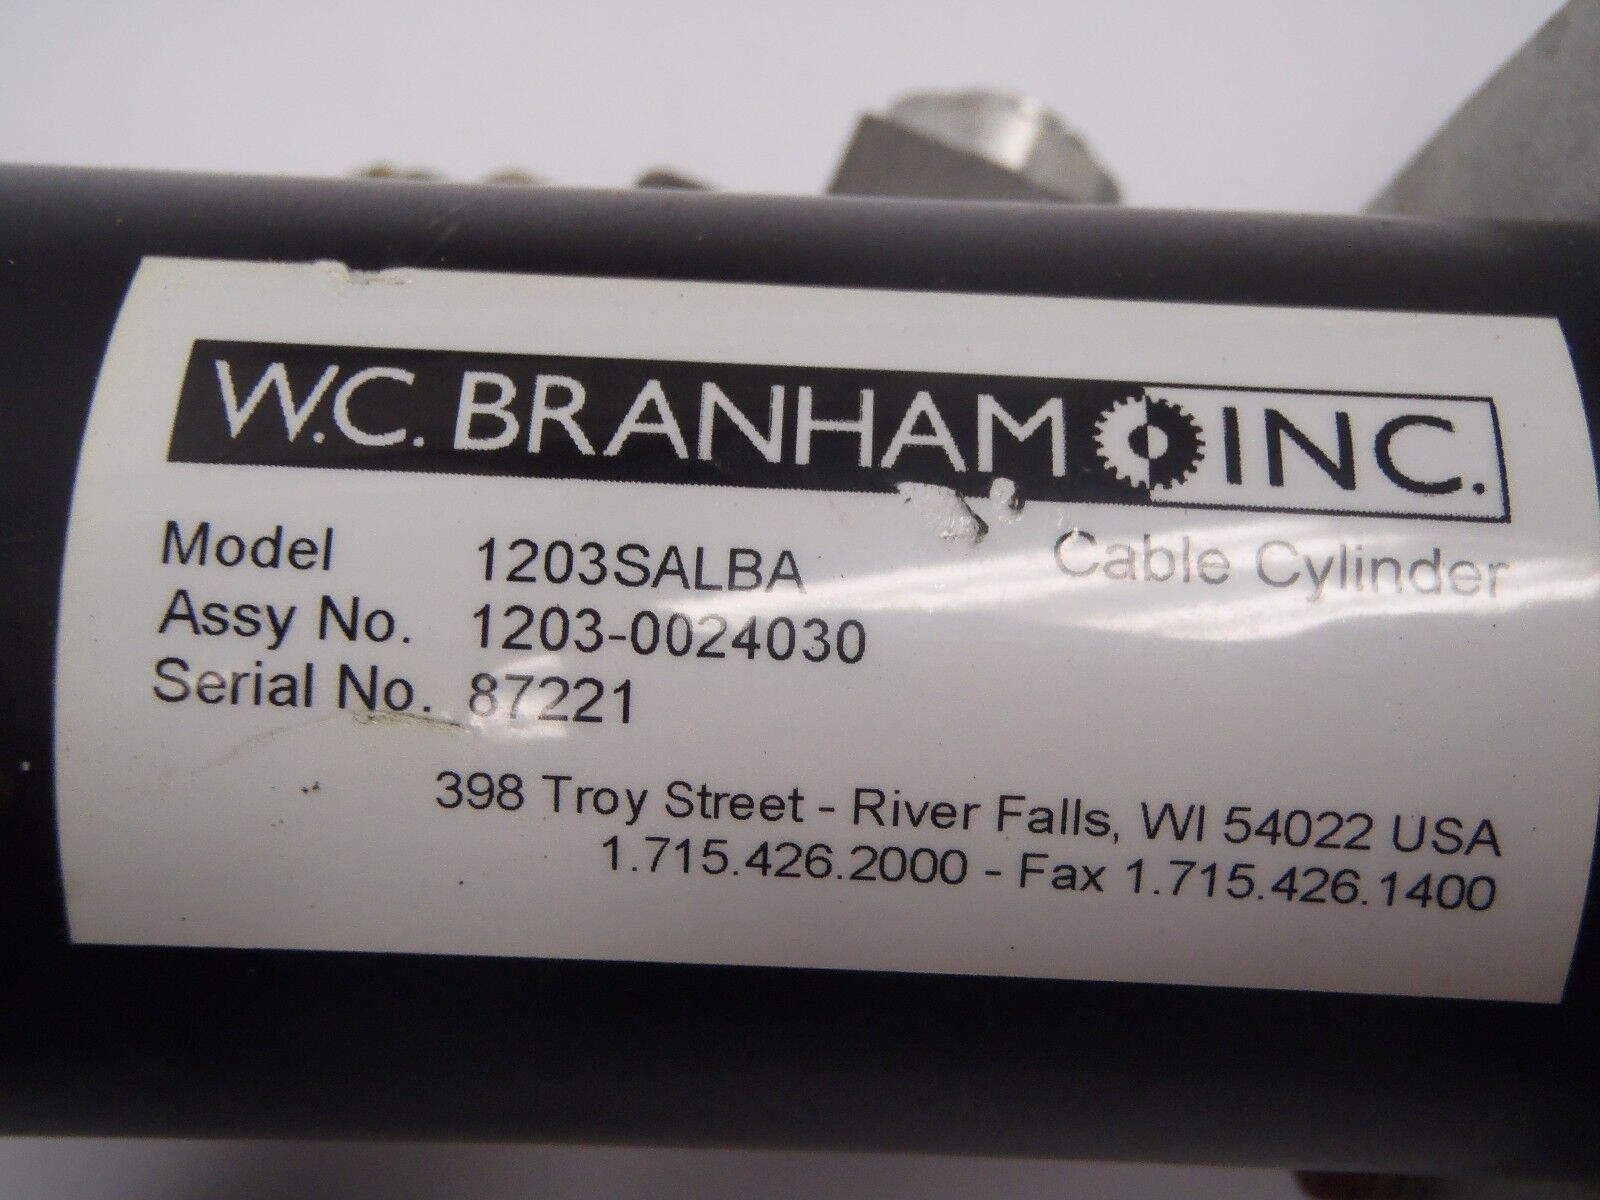 W.C. BRANHAM INC.
Model 1203SALBA Cable Cylinder
Assy No. 1203-0024030
Serial No. 87221
398 Troy Street - River Falls, WI 54022 USA
1.715.426.2000 - Fax 1.715.426.1400